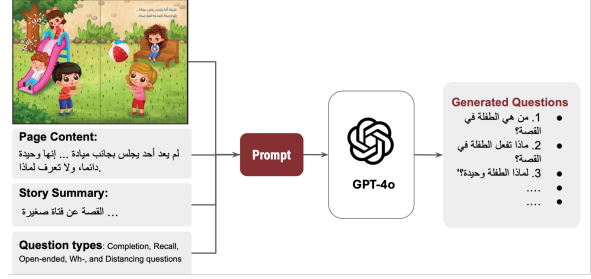 Page Content:
لم يعد أحد يجلس بجانب ميادة ... إنها وحيدة
دائما، ولا تعرف لماذا.
Story Summary:
القصة عن فتاة صغيرة ...
Question types: Completion, Recall,
Open-ended, Wh-, and Distancing questions
Prompt
GPT-4o
Generated Questions
1. من هي الطفلة في
القصة؟
2. ماذا تفعل الطفلة في
القصة؟
3. لماذا الطفلة وحيدة؟'
....
....